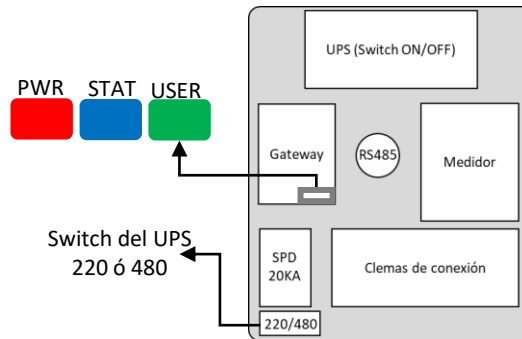 UPS (Switch ON/OFF)
PWR STAT USER
Gateway
RS485
Medidor
Switch del UPS
220 ó 480
SPD
20KA
Clemas de conexión
220/480